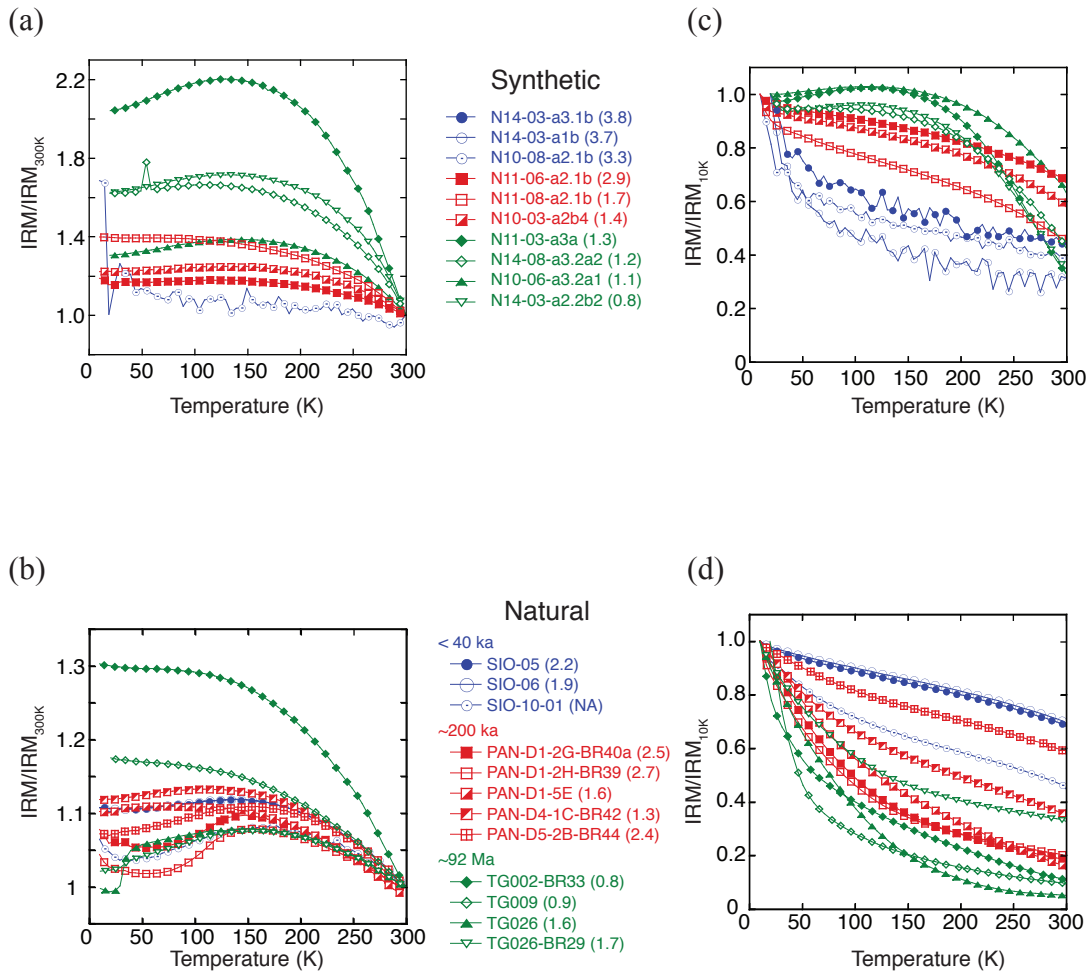 (a)
IRM/IRM300K
2.2
1.8
1.4
1.0
0 50 100 150 200 250 300
Temperature (K)
Synthetic
N14-03-a3.1b (3.8)
N14-03-a1b (3.7)
N10-08-a2.1b (3.3)
N11-06-a2.1b (2.9)
N11-08-a2.1b (1.7)
N10-03-a2b4 (1.4)
N11-03-a3a (1.3)
N14-08-a3.2a2 (1.2)
N10-06-a3.2a1 (1.1)
N14-03-a2.2b2 (0.8)
(c)
IRM/IRM10K
1.0
0.8
0.6
0.4
0.2
0
0 50 100 150 200 250 300
Temperature (K)
(b)
IRM/IRM300K
1.3
1.2
1.1
1
0 50 100 150 200 250 300
Temperature (K)
Natural
< 40 ka
SIO-05 (2.2)
SIO-06 (1.9)
SIO-10-01 (NA)
~200 ka
PAN-D1-2G-BR40a (2.5)
PAN-D1-2H-BR39 (2.7)
PAN-D1-5E (1.6)
PAN-D4-1C-BR42 (1.3)
PAN-D5-2B-BR44 (2.4)
~92 Ma
TG002-BR33 (0.8)
TG009 (0.9)
TG026 (1.6)
TG026-BR29 (1.7)
(d)
IRM/IRM10K
1.0
0.8
0.6
0.4
0.2
0
0 50 100 150 200 250 300
Temperature (K)